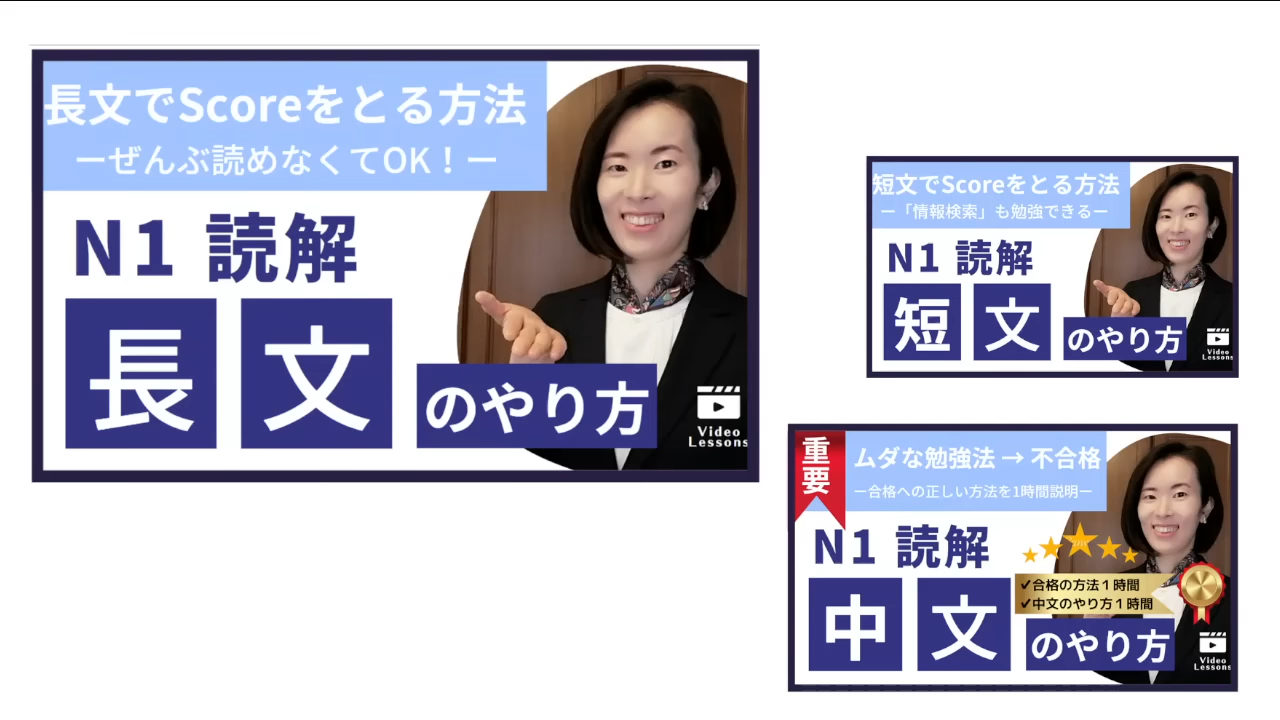 長文でScoreをとる方法
ーぜんぶ読めなくてOK！ー
N1 読解
長文のやり方
Video
Lessons
短文でScoreをとる方法
ー「情報検索」も勉強できるー
N1 読解
短文のやり方
Video
Lessons
重要
ムダな勉強法→不合格
ー合格への正しい方法を1時間説明ー
N1 読解
✓合格の方法１時間
✓中文のやり方１時間
中文のやり方
Video
Lessons